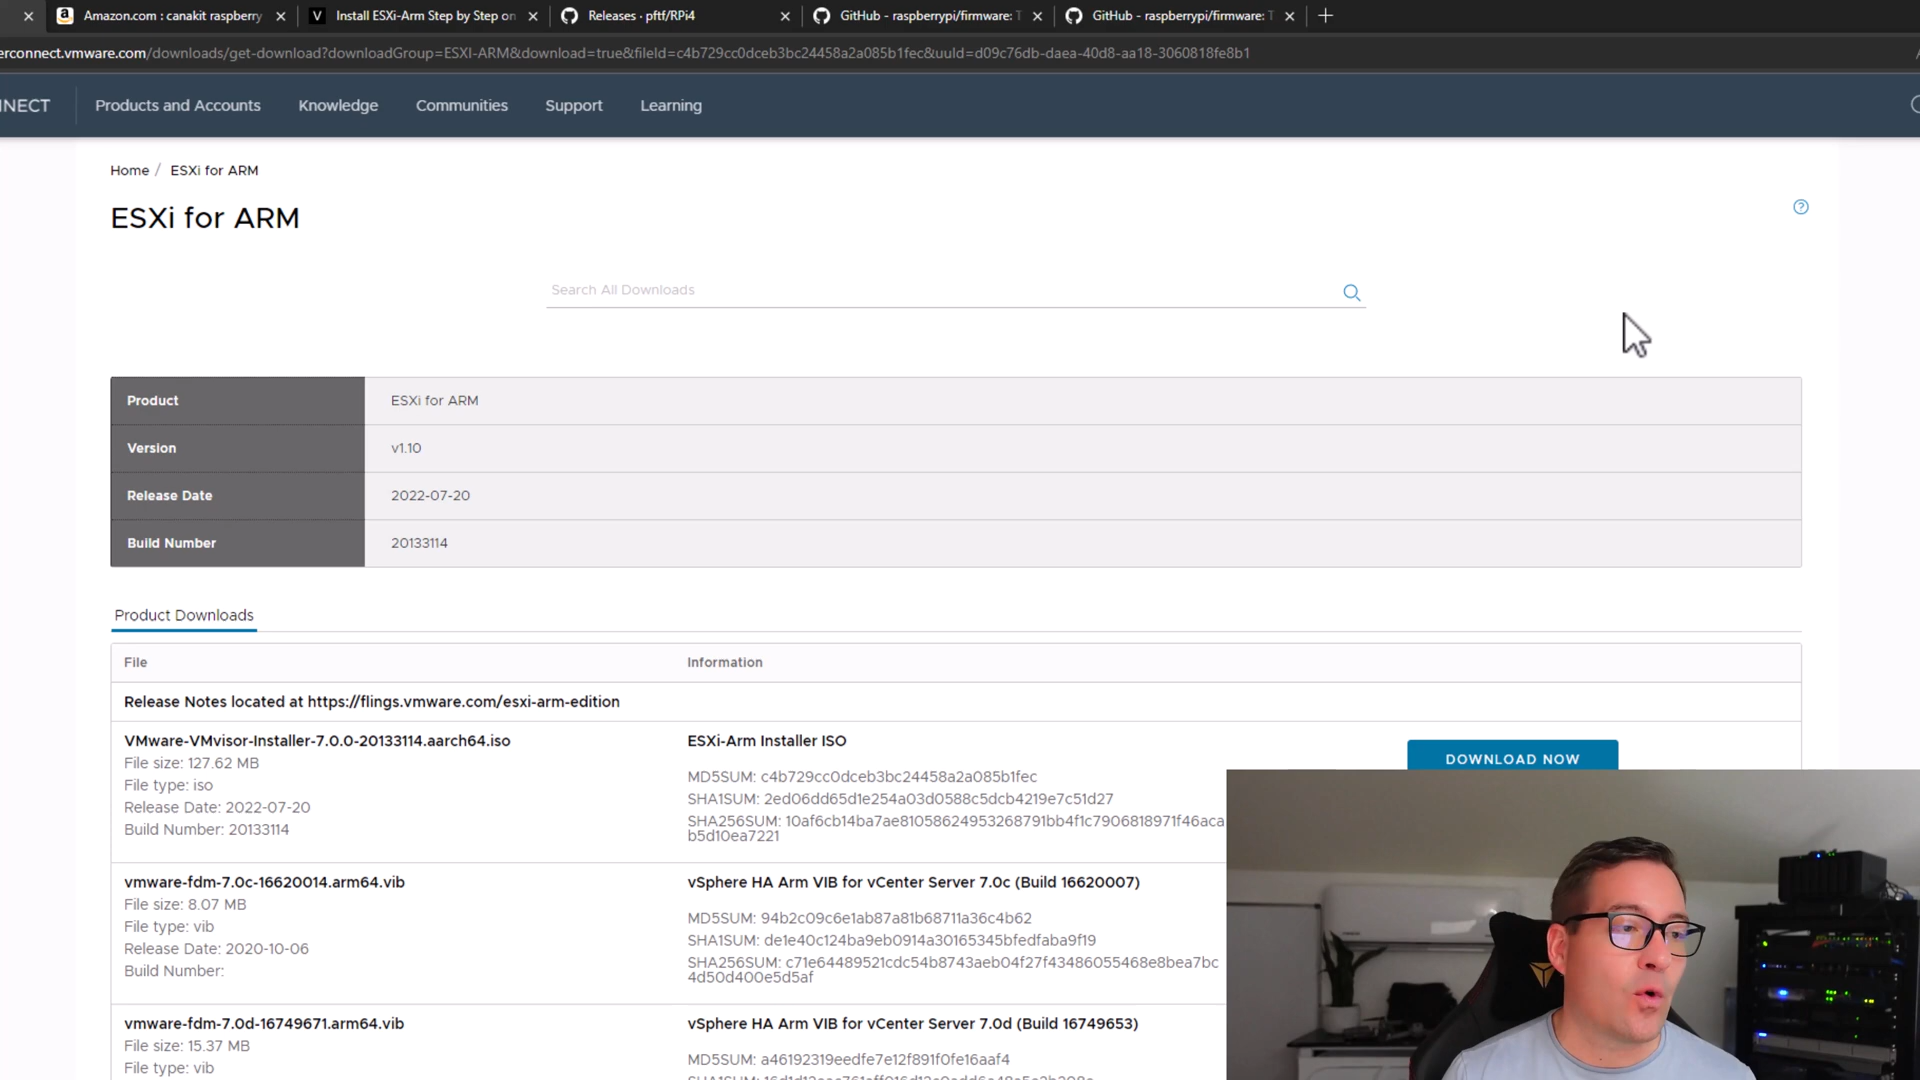 Amazon.com : canakit raspberry
V Install ESXi-Arm Step by Step on
Releases · pftf/RPi4
GitHub - raspberrypi/firmware: T
GitHub - raspberrypi/firmware: T
erconnect.vmware.com/downloads/get-download?downloadGroup=ESXI-ARM&download=true&fileId=c4b729cc0dceb3bc24458a2a085b1fec&uuId=d09c76db-daea-40d8-aa18-3060818fe8b1
NECT Products and Accounts Knowledge Communities Support Learning
Home / ESXi for ARM
ESXi for ARM
Search All Downloads
Product ESXi for ARM
Version v1.10
Release Date 2022-07-20
Build Number 20133114
Product Downloads
File Information
Release Notes located at https://flings.vmware.com/esxi-arm-edition
VMware-VMvisor-Installer-7.0.0-20133114.aarch64.iso
File size: 127.62 MB
File type: iso
Release Date: 2022-07-20
Build Number: 20133114
ESXi-Arm Installer ISO
MD5SUM: c4b729cc0dceb3bc24458a2a085b1fec
SHA1SUM: 2ed06dd65d1e254a03d0588c5dcb4219e7c51d27
SHA256SUM: 10af6cb14ba7ae81058624953268791bb4f1c7906818971f46aca
b5d10ea7221
DOWNLOAD NOW
vmware-fdm-7.0c-16620014.arm64.vib
File size: 8.07 MB
File type: vib
Release Date: 2020-10-06
Build Number:
vSphere HA Arm VIB for vCenter Server 7.0c (Build 16620007)
MD5SUM: 94b2c09c6e1ab87a81b68711a36c4b62
SHA1SUM: de1e40c124ba9eb0914a30165345bfedfaba9f19
SHA256SUM: c71e64489521cdc54b8743aeb04f27f43486055468e8bea7bc
4d50d400e5d5af
vmware-fdm-7.0d-16749671.arm64.vib
File size: 15.37 MB
File type: vib
vSphere HA Arm VIB for vCenter Server 7.0d (Build 16749653)
MD5SUM: a46192319eedfe7e12f891f0fe16aaf4